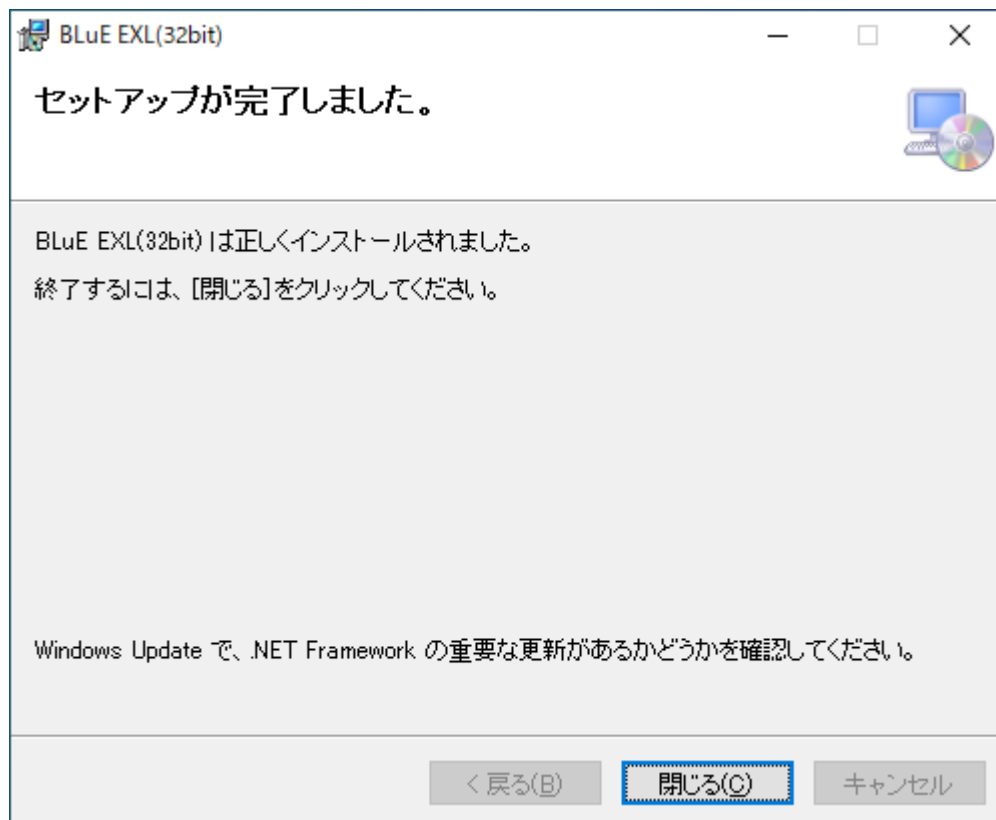 BLuE EXL(32bit)
セットアップが完了しました。
BLuE EXL(32bit) は正しくインストールされました。
終了するには、[閉じる]をクリックしてください。
Windows Update で、.NET Framework の重要な更新があるかどうかを確認してください。
< 戻る(B) 閉じる(C) キャンセル